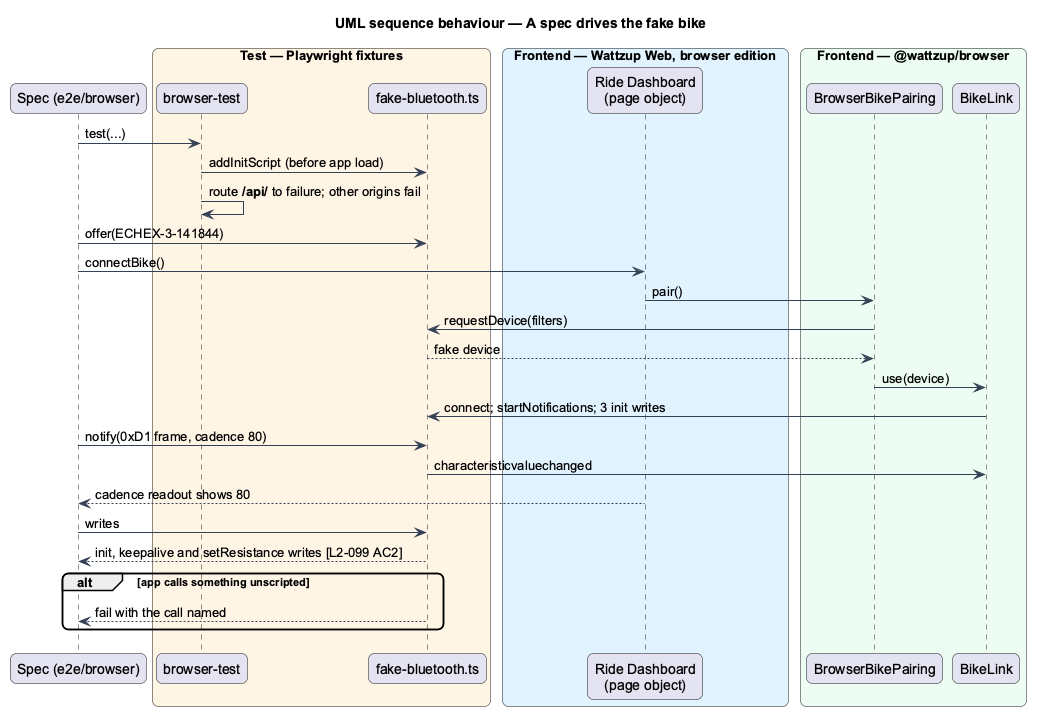 UML sequence behaviour — A spec drives the fake bike
Test — Playwright fixtures
Frontend — Wattzup Web, browser edition
Frontend — @wattzup/browser
Spec (e2e/browser)
browser-test
fake-bluetooth.ts
Ride Dashboard
(page object)
BrowserBikePairing
BikeLink
test(...)
addInitScript (before app load)
route /api/ to failure; other origins fail
offer(ECHEX-3-141844)
connectBike()
pair()
requestDevice(filters)
fake device
use(device)
connect; startNotifications; 3 init writes
notify(0xD1 frame, cadence 80)
characteristicvaluechanged
cadence readout shows 80
writes
init, keepalive and setResistance writes [L2-099 AC2]
alt
[app calls something unscripted]
fail with the call named
Spec (e2e/browser)
browser-test
fake-bluetooth.ts
Ride Dashboard
(page object)
BrowserBikePairing
BikeLink